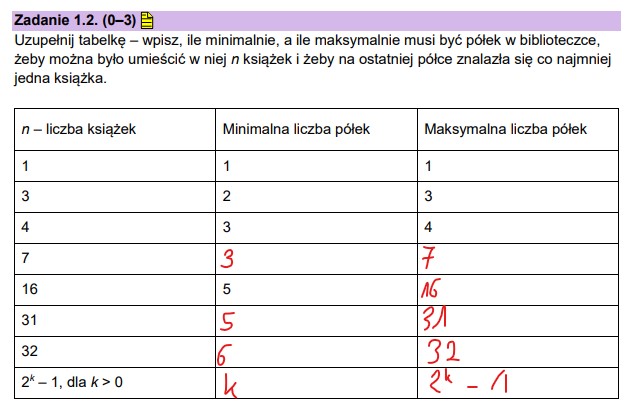 Zadanie 1.2. (0–3)
Uzupełnij tabelkę – wpisz, ile minimalnie, a ile maksymalnie musi być półek w biblioteczce,
żeby można było umieścić w niej n książek i żeby na ostatniej półce znalazła się co najmniej
jedna książka.
n – liczba książek Minimalna liczba półek Maksymalna liczba półek
1 1 1
3 2 3
4 3 4
7 3 7
16 5 16
31 5 31
32 6 32
2ᵏ – 1, dla k > 0 k 2ᵏ – 1